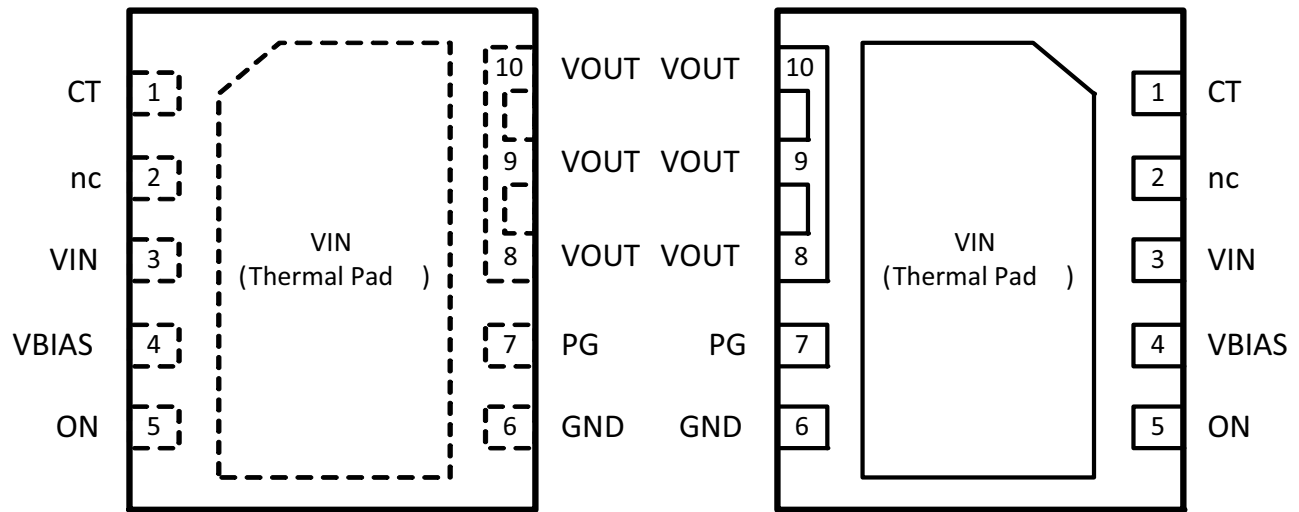 10 VOUT VOUT 10
CT 1 1 CT
9 VOUT VOUT 9
nc 2 2 nc
VIN VIN
8 VOUT VOUT 8
VIN 3 3 VIN
(Thermal Pad ) (Thermal Pad )
VBIAS 4 7 PG PG 7 4 VBIAS
ON 5 6 GND GND 6 5 ON